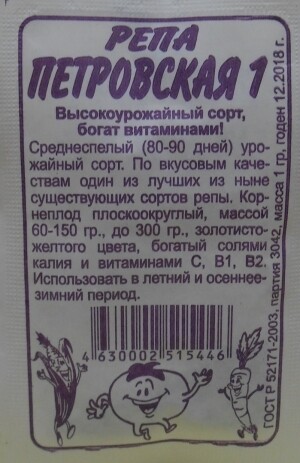 РЕПА
ПЕТРОВСКАЯ 1
Высокоурожайный сорт,
богат витаминами!
Среднеспелый (80-90 дней) уро-
жайный сорт. По вкусовым каче-
ствам один из лучших из ныне
существующих сортов репы. Кор-
неплод плоскоокруглый, массой
60-150 гр., до 300 гр., золотисто-
желтого цвета, богатый солями
калия и витаминами С, В1, В2.
Использовать в летний и осенне-
зимний период.
4 630002 515446
ГОСТ Р 52171-2003, партия 3042, масса 1 гр, годен 12.2018 г.